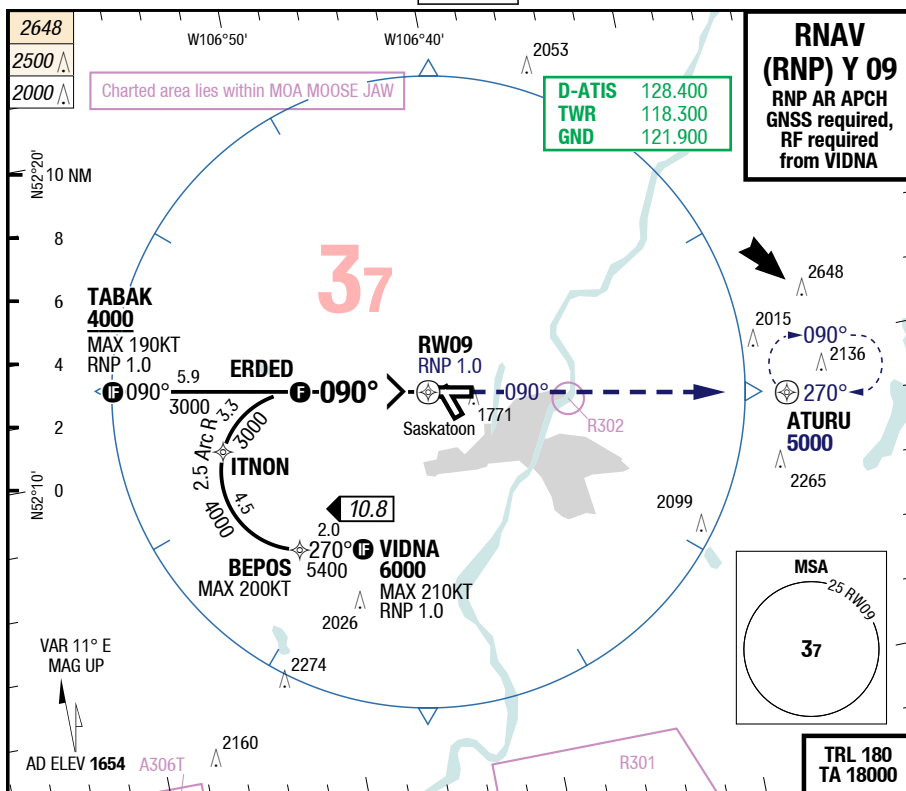 2648
2500
2000
W106°50'
W106°40'
2053
Charted area lies within MOA MOOSE JAW
D-ATIS 128.400
TWR 118.300
GND 121.900
RNAV
(RNP) Y 09
RNP AR APCH
GNSS required,
RF required
from VIDNA
N52°20'
10 NM
8
6
4
2
0
N52°10'
37
2648
2015
2136
090°
270°
ATURU
5000
2265
TABAK
4000
MAX 190KT
RNP 1.0
IF 090° 5.9
3000
ERDED
F 090°
RW09
RNP 1.0
090°
1771
Saskatoon
R302
2.5 Arc R
3.3
3000
ITNON
4.5
4000
10.8
2.0
270° IF
5400
BEPOS
MAX 200KT
VIDNA
6000
MAX 210KT
RNP 1.0
2026
2099
2274
2160
MSA
25 RW09
37
VAR 11° E
MAG UP
AD ELEV 1654
A306T
R301
TRL 180
TA 18000